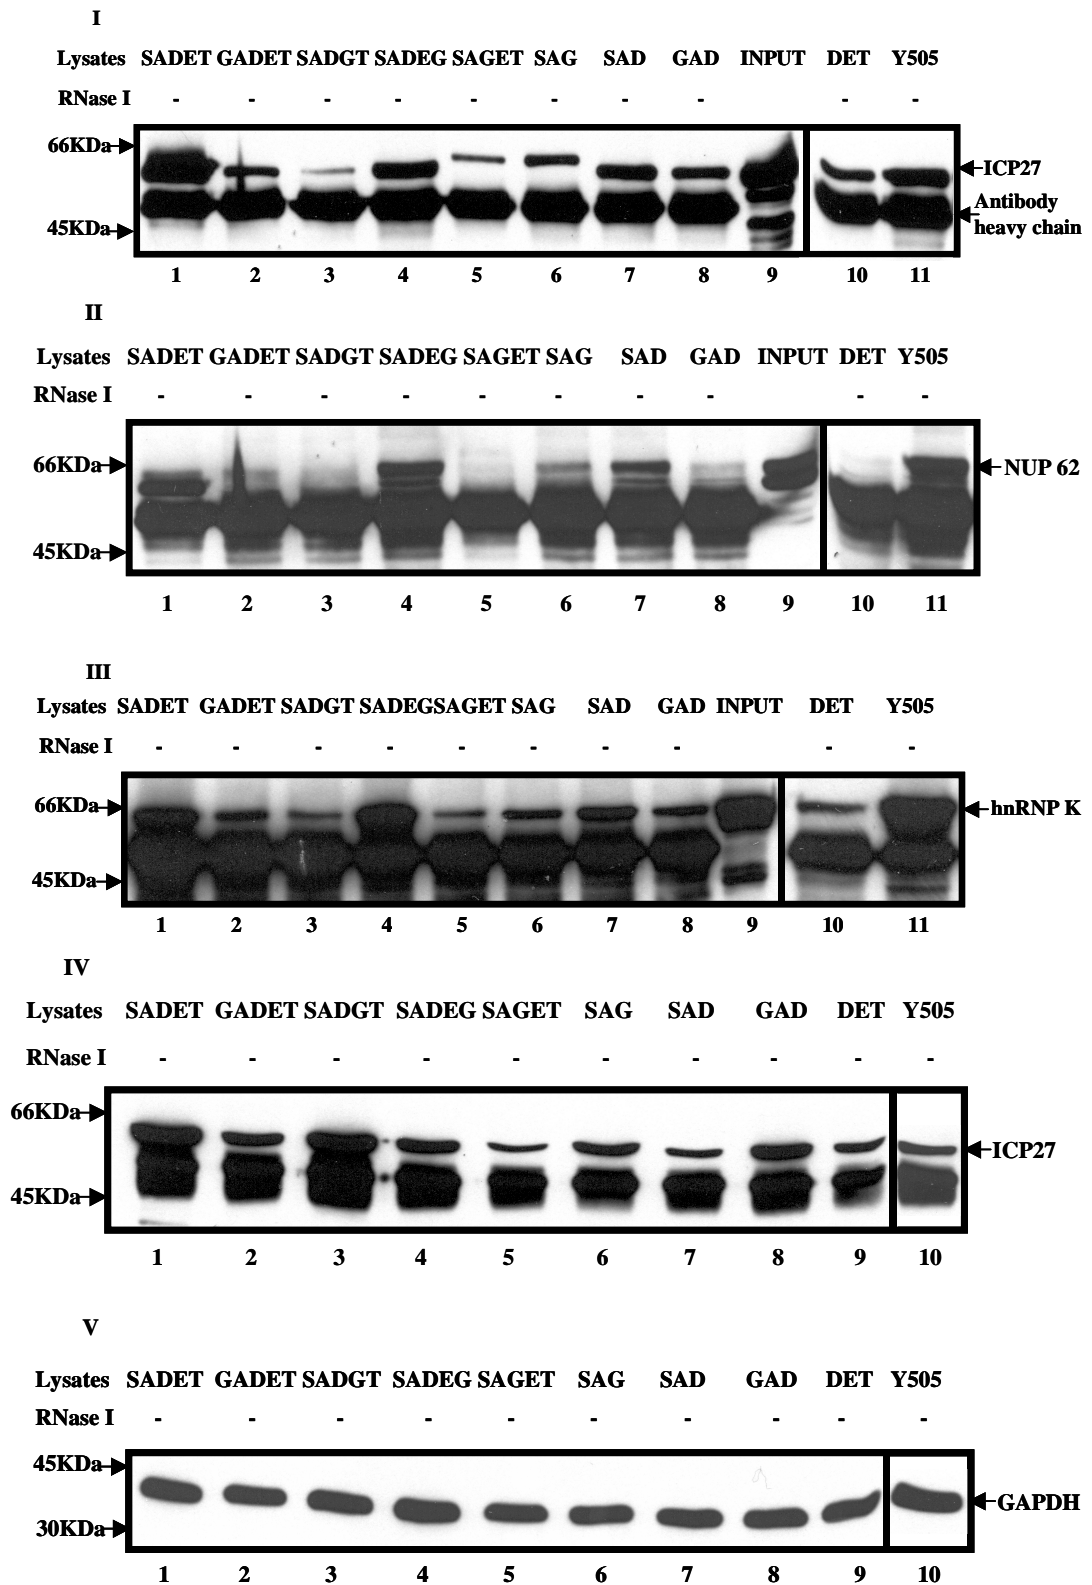 I
Lysates SADET GADET SADGT SADEG SAGET SAG SAD GAD INPUT DET Y505
RNase I - - - - - - - - - -
66KDa
ICP27
Antibody
heavy chain
45KDa
1 2 3 4 5 6 7 8 9 10 11
II
Lysates SADET GADET SADGT SADEG SAGET SAG SAD GAD INPUT DET Y505
RNase I - - - - - - - - - -
66KDa
NUP 62
45KDa
1 2 3 4 5 6 7 8 9 10 11
III
Lysates SADET GADET SADGT SADEGSAGET SAG SAD GAD INPUT DET Y505
RNase I - - - - - - - - - -
66KDa
hnRNP K
45KDa
1 2 3 4 5 6 7 8 9 10 11
IV
Lysates SADET GADET SADGT SADEG SAGET SAG SAD GAD DET Y505
RNase I - - - - - - - - - -
66KDa
ICP27
45KDa
1 2 3 4 5 6 7 8 9 10
V
Lysates SADET GADET SADGT SADEG SAGET SAG SAD GAD DET Y505
RNase I - - - - - - - - - -
45KDa
GAPDH
30KDa
1 2 3 4 5 6 7 8 9 10